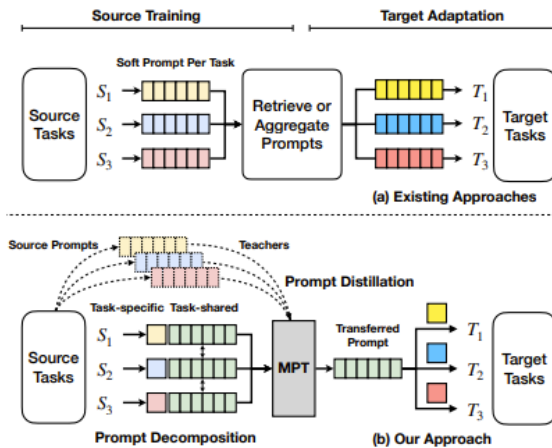 Source Training
Target Adaptation
Soft Prompt Per Task
Source
Tasks
S1
S2
S3
Retrieve or
Aggregate
Prompts
T1
T2
T3
Target
Tasks
(a) Existing Approaches
Source Prompts
Teachers
Prompt Distillation
Task-specific
Task-shared
Source
Tasks
S1
S2
S3
MPT
Transferred
Prompt
T1
T2
T3
Target
Tasks
Prompt Decomposition
(b) Our Approach